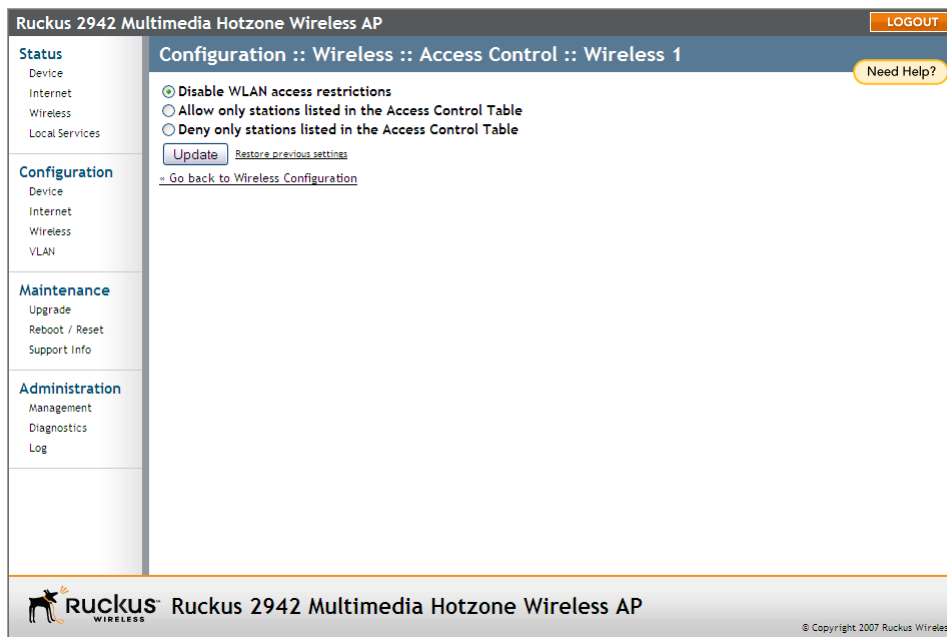 Ruckus 2942 Multimedia Hotzone Wireless AP
LOGOUT
Status
Device
Internet
Wireless
Local Services
Configuration
Device
Internet
Wireless
VLAN
Maintenance
Upgrade
Reboot / Reset
Support Info
Administration
Management
Diagnostics
Log
Configuration :: Wireless :: Access Control :: Wireless 1
Need Help?
Disable WLAN access restrictions
Allow only stations listed in the Access Control Table
Deny only stations listed in the Access Control Table
Update Restore previous settings
« Go back to Wireless Configuration
Ruckus WIRELESS Ruckus 2942 Multimedia Hotzone Wireless AP
© Copyright 2007 Ruckus Wireles